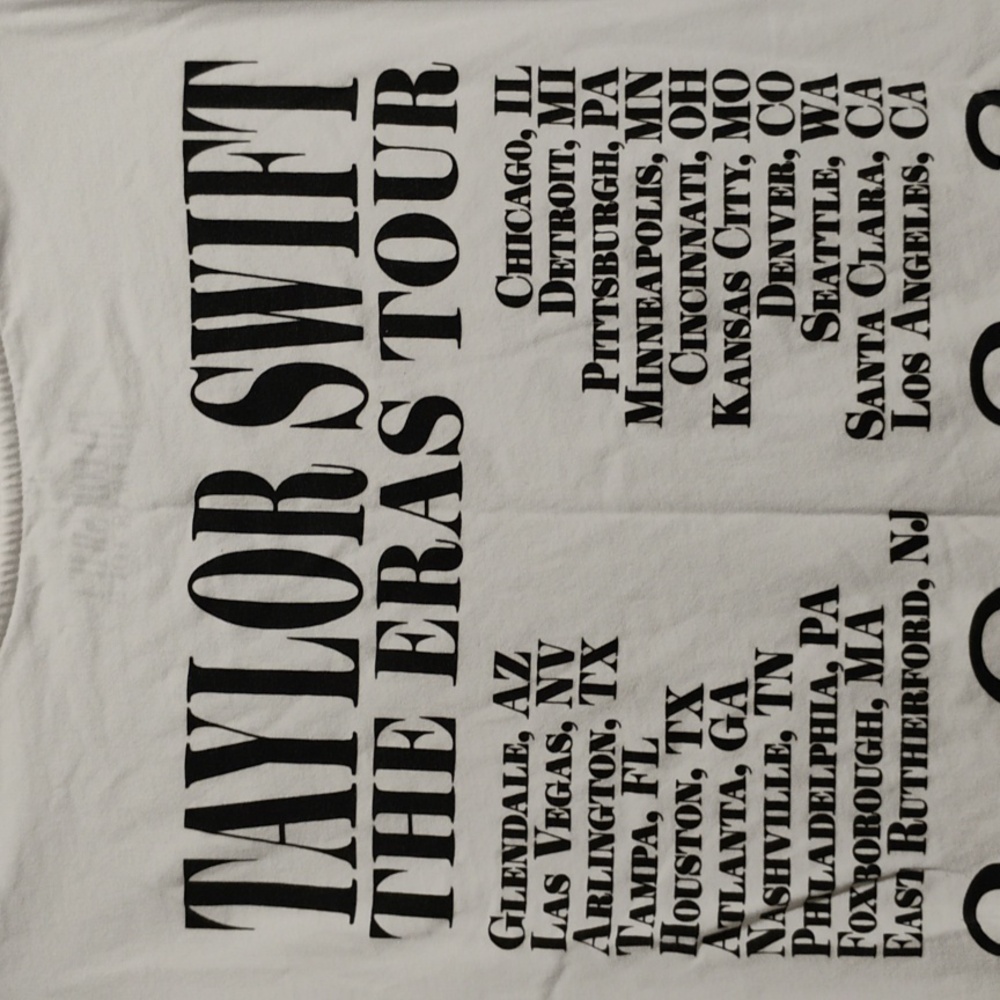 TAYLOR SWIFT
THE ERAS TOUR
GLENDALE, AZ
LAS VEGAS, NV
ARLINGTON, TX
TAMPA, FL
HOUSTON, TX
ATLANTA, GA
NASHVILLE, TN
PHILADELPHIA, PA
FOXBOROUGH, MA
EAST RUTHERFORD, NJ
CHICAGO, IL
DETROIT, MI
PITTSBURGH, PA
MINNEAPOLIS, MN
CINCINNATI, OH
KANSAS CITY, MO
DENVER, CO
SEATTLE, WA
SANTA CLARA, CA
LOS ANGELES, CA